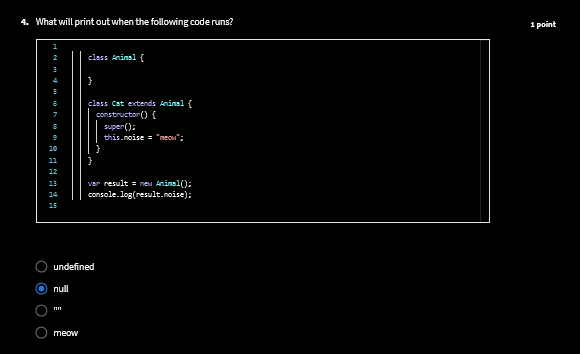 4. What will print out when the following code runs?
1 point
1
2 class Animal {
3
4 }
5
6 class Cat extends Animal {
7 constructor() {
8 super();
9 this.noise = "meow";
10 }
11 }
12
13 var result = new Animal();
14 console.log(result.noise);
15
undefined
null
""
meow